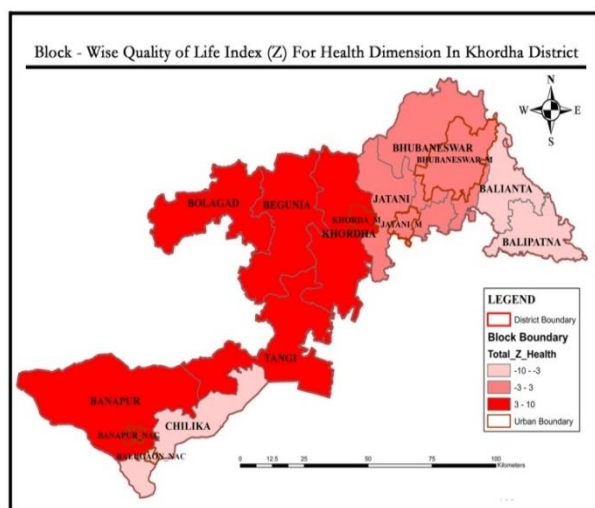 Block - Wise Quality of Life Index (Z) For Health Dimension In Khordha District
N
W E
S
BHUBANESWAR
BHUBANESWAR_M
BALIANTA
BOLAGAD
BEGUNIA
JATANI
KHORDA_M
JATANI_M
KHORDHA
BALIPATNA
LEGEND
District Boundary
Block Boundary
Total_Z_Health
-10 - -3
-3 - 3
3 - 10
Urban Boundary
TANGI
BANAPUR
CHILIKA
BANAPUR_NAC
0 12.5 25 50 75 100
Kilometers